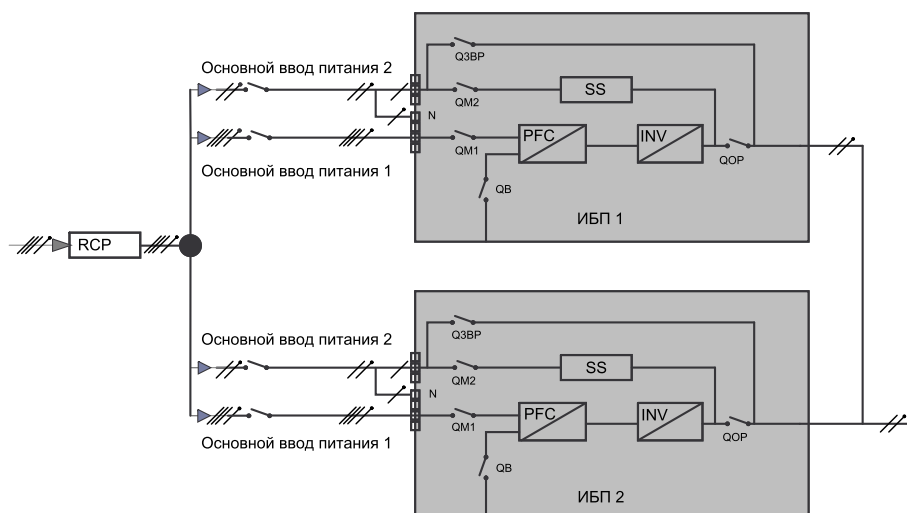 Основной ввод питания 2
Q3BP
QM2
SS
N
QM1
PFC
INV
QOP
Основной ввод питания 1
QB
ИБП 1
RCP
Основной ввод питания 2
Q3BP
QM2
SS
N
QM1
PFC
INV
QOP
Основной ввод питания 1
QB
ИБП 2